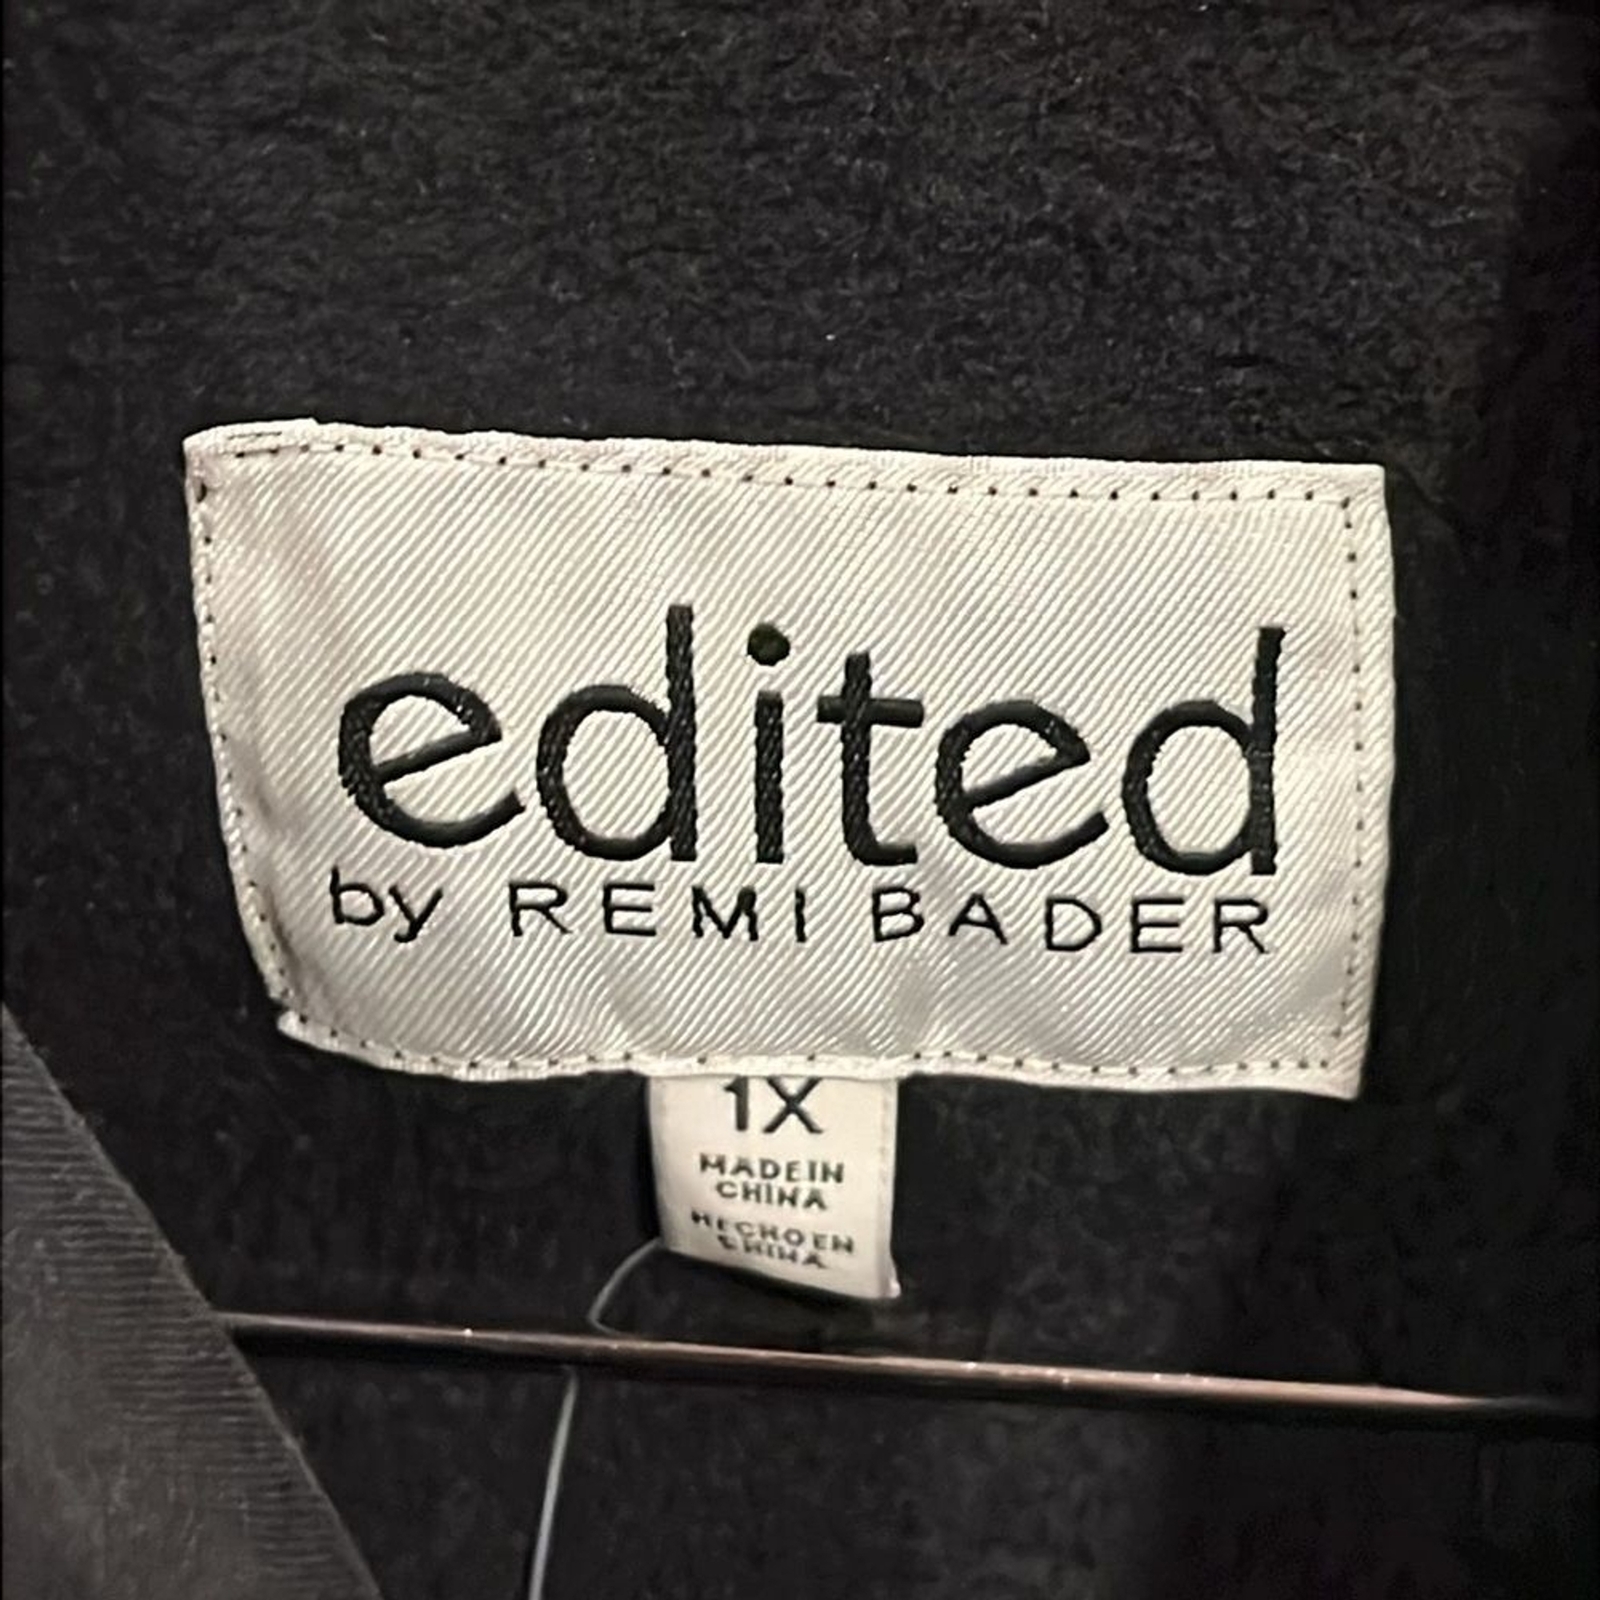 edited
by REMI BADER
1X
MADE IN
CHINA
HECHO EN
CHINA